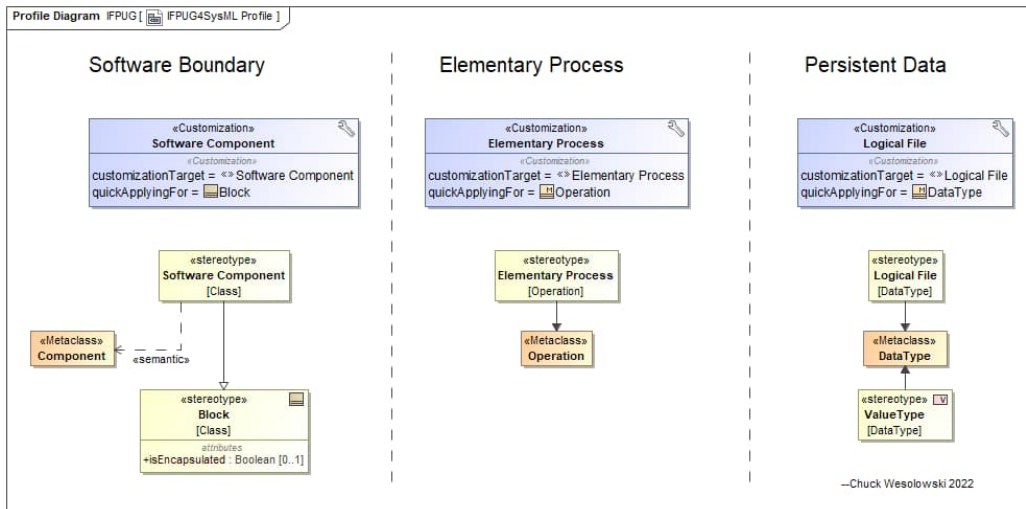 Profile Diagram IFPUG [ IFPUG4SysML Profile ]
Software Boundary
«Customization»
Software Component
«Customization»
customizationTarget = «»Software Component
quickApplyingFor = Block
«stereotype»
Software Component
[Class]
«Metaclass»
Component
«semantic»
«stereotype»
Block
[Class]
attributes
+isEncapsulated : Boolean [0..1]
Elementary Process
«Customization»
Elementary Process
«Customization»
customizationTarget = «»Elementary Process
quickApplyingFor = M Operation
«stereotype»
Elementary Process
[Operation]
«Metaclass»
Operation
Persistent Data
«Customization»
Logical File
«Customization»
customizationTarget = «»Logical File
quickApplyingFor = M DataType
«stereotype»
Logical File
[DataType]
«Metaclass»
DataType
«stereotype» V
ValueType
[DataType]
--Chuck Wesolowski 2022